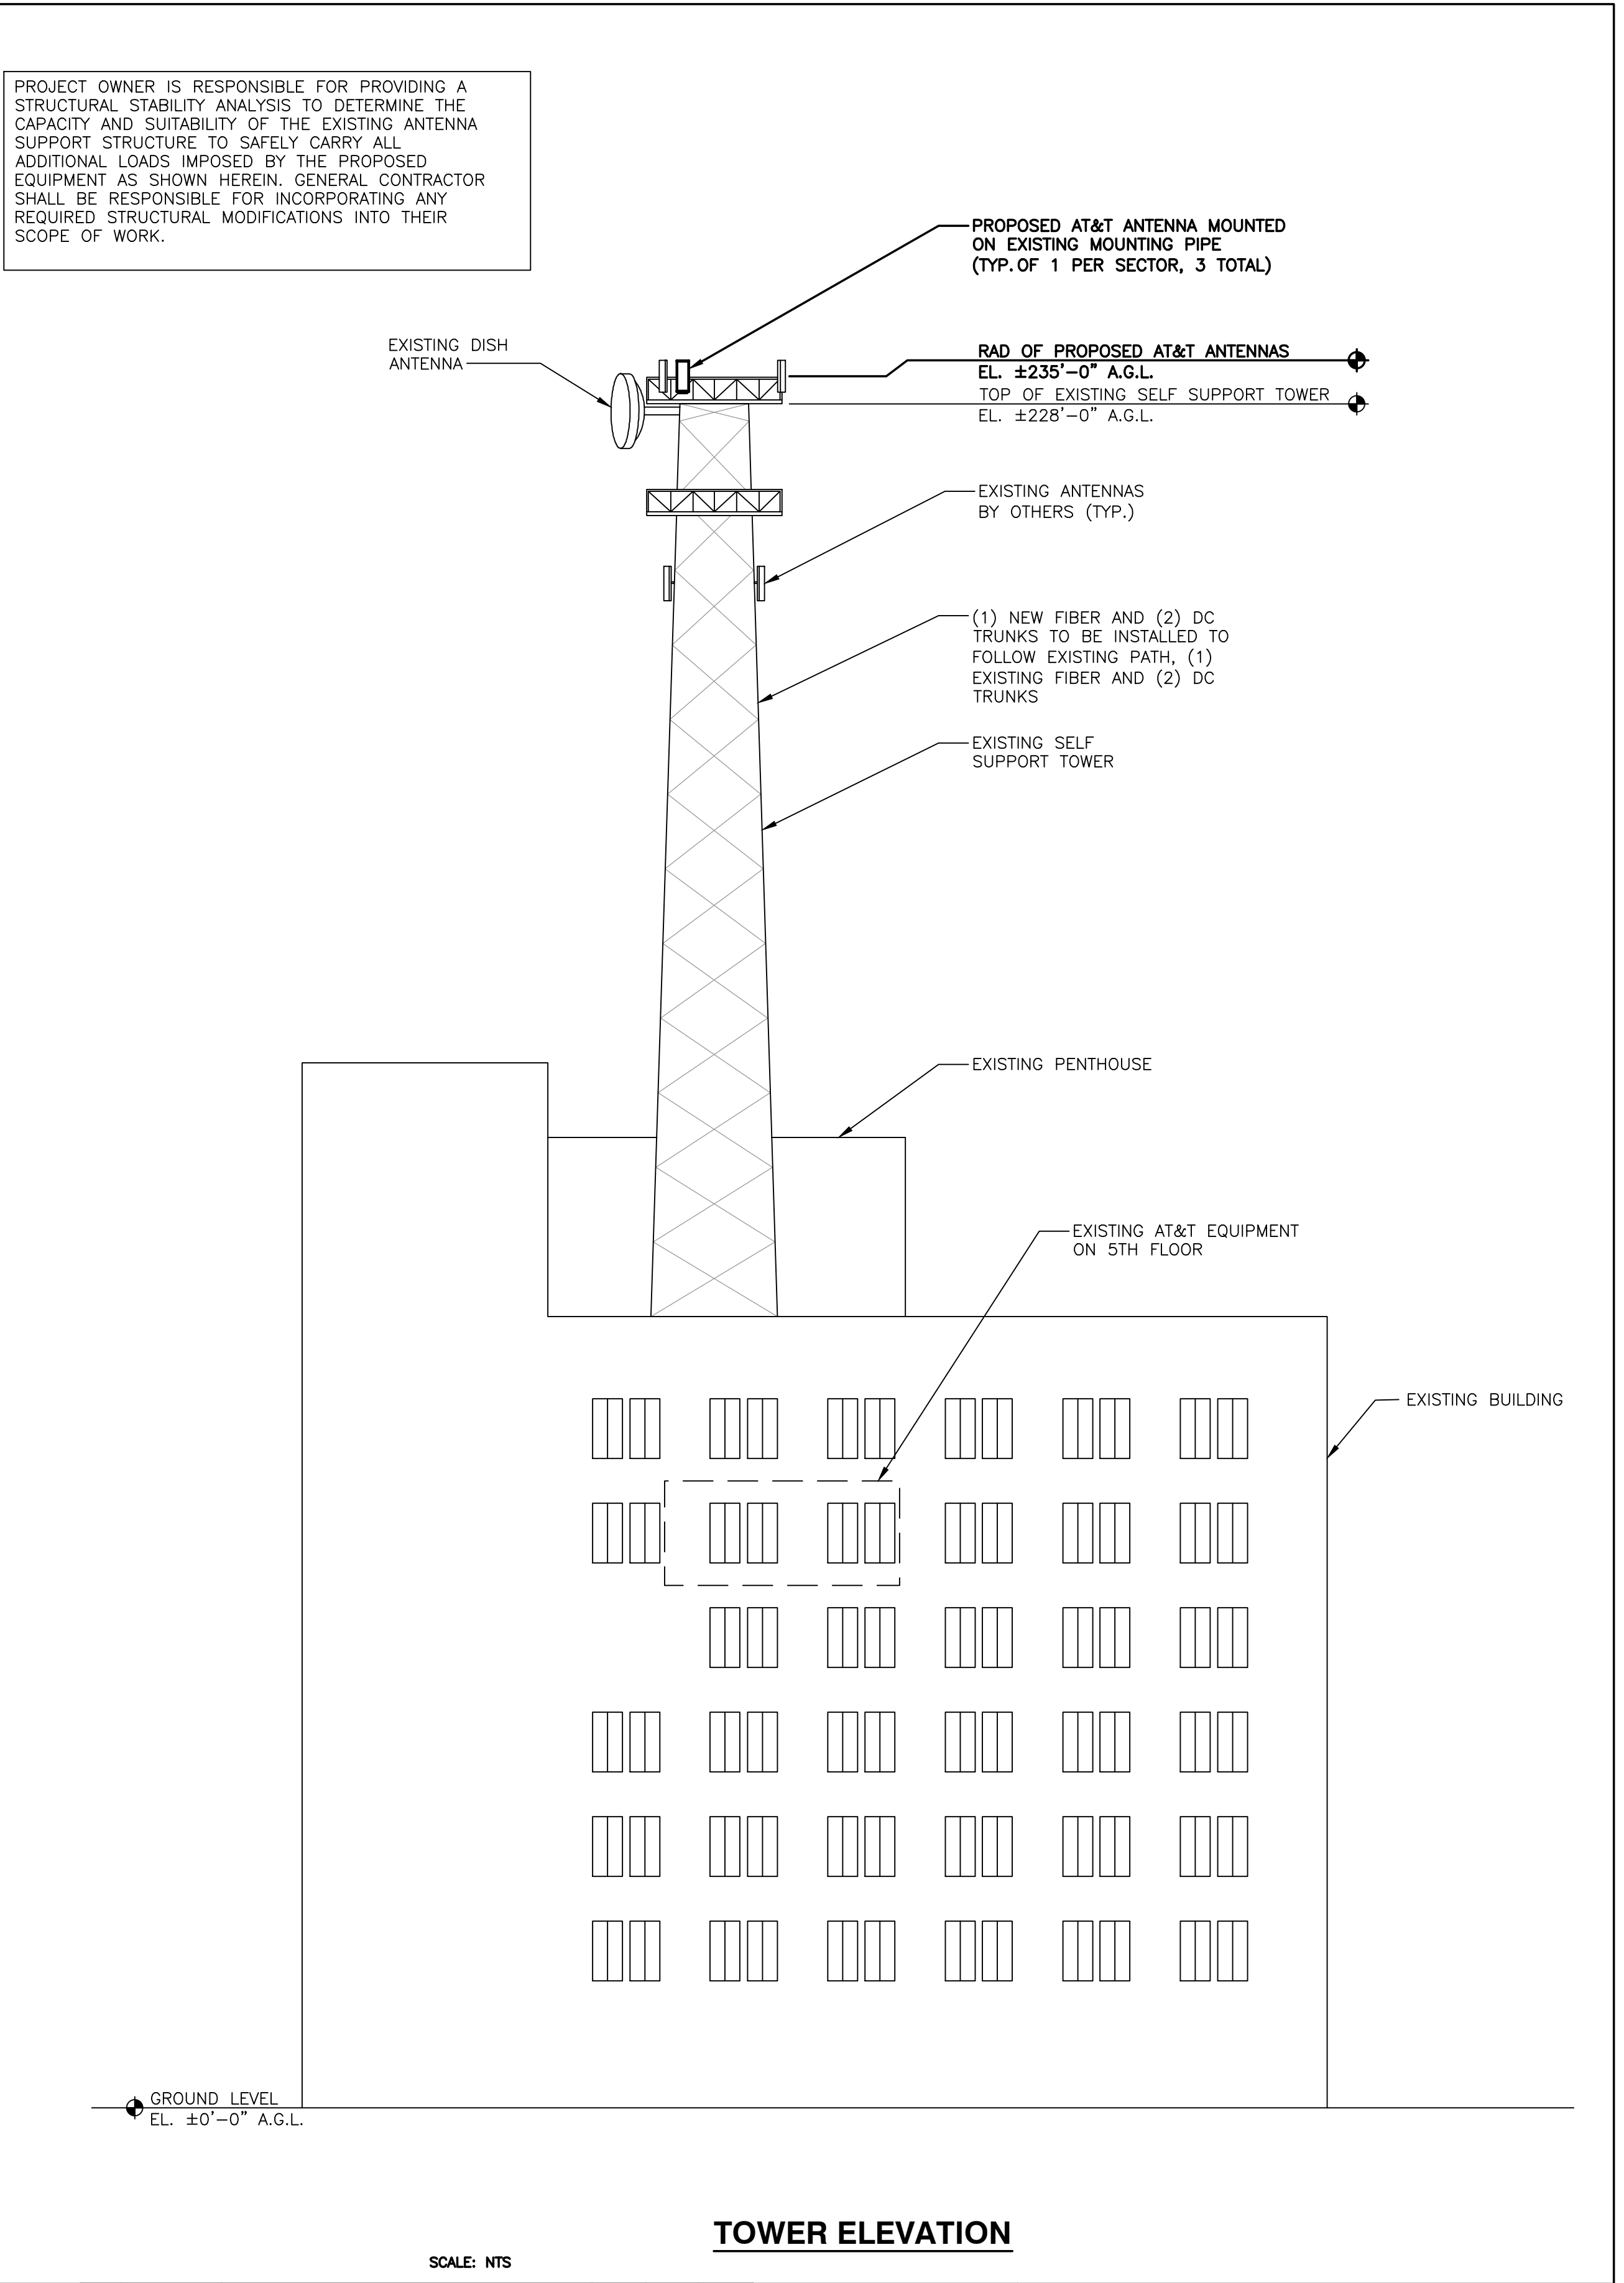 PROJECT OWNER IS RESPONSIBLE FOR PROVIDING A
STRUCTURAL STABILITY ANALYSIS TO DETERMINE THE
CAPACITY AND SUITABILITY OF THE EXISTING ANTENNA
SUPPORT STRUCTURE TO SAFELY CARRY ALL
ADDITIONAL LOADS IMPOSED BY THE PROPOSED
EQUIPMENT AS SHOWN HEREIN. GENERAL CONTRACTOR
SHALL BE RESPONSIBLE FOR INCORPORATING ANY
REQUIRED STRUCTURAL MODIFICATIONS INTO THEIR
SCOPE OF WORK.
PROPOSED AT&T ANTENNA MOUNTED
ON EXISTING MOUNTING PIPE
(TYP. OF 1 PER SECTOR, 3 TOTAL)
EXISTING DISH
ANTENNA
RAD OF PROPOSED AT&T ANTENNAS
EL. ±235'-0" A.G.L.
TOP OF EXISTING SELF SUPPORT TOWER
EL. ±228'-0" A.G.L.
EXISTING ANTENNAS
BY OTHERS (TYP.)
(1) NEW FIBER AND (2) DC
TRUNKS TO BE INSTALLED TO
FOLLOW EXISTING PATH, (1)
EXISTING FIBER AND (2) DC
TRUNKS
EXISTING SELF
SUPPORT TOWER
EXISTING PENTHOUSE
EXISTING AT&T EQUIPMENT
ON 5TH FLOOR
EXISTING BUILDING
GROUND LEVEL
EL. ±0'-0" A.G.L.
TOWER ELEVATION
SCALE: NTS